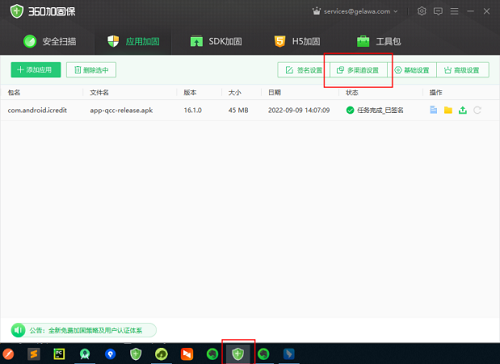 360加固保 services@gelawa.com
安全扫描 应用加固 SDK加固 H5加固 工具包
+ 添加应用 删除选中 签名设置 多渠道设置 基础设置 高级设置
包名 文件名 版本 大小 日期 状态 操作
com.android.icredit app-qcc-release.apk 16.1.0 45 MB 2022-09-09 14:07:09 任务完成_已签名
公告：全新免费加固策略及用户认证体系